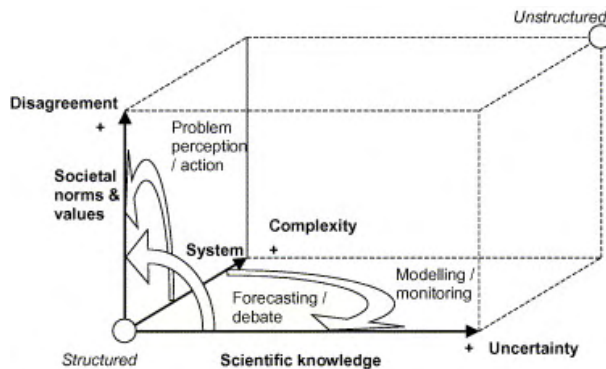 Unstructured
Disagreement
+
Problem
perception
/ action
Societal
norms &
values
Complexity
+
System
Modelling /
monitoring
Forecasting /
debate
Structured
Scientific knowledge
+ Uncertainty